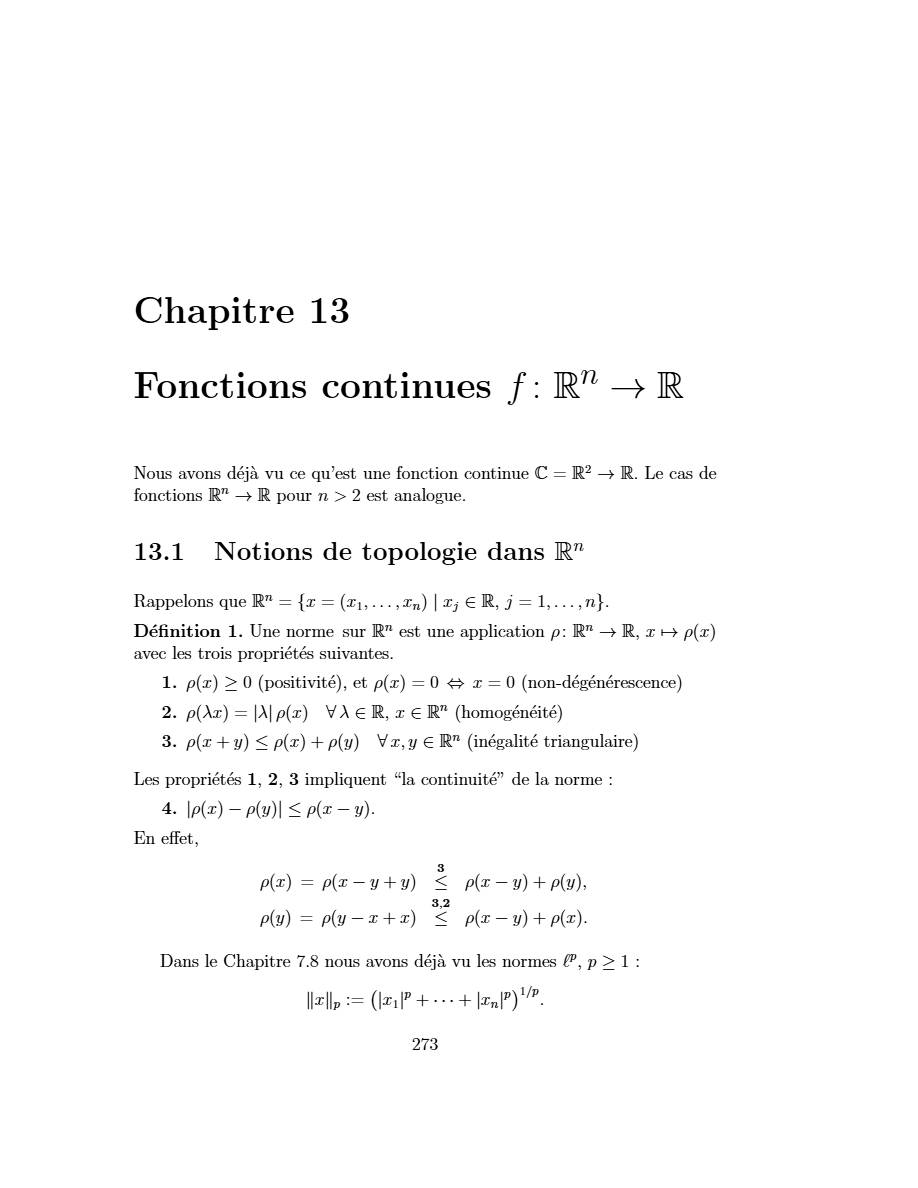 Chapitre 13
Fonctions continues f : ℝⁿ → ℝ
Nous avons déjà vu ce qu'est une fonction continue ℂ = ℝ² → ℝ. Le cas de
fonctions ℝⁿ → ℝ pour n > 2 est analogue.
13.1 Notions de topologie dans ℝⁿ
Rappelons que ℝⁿ = {x = (x₁, . . . , xₙ) | xⱼ ∈ ℝ, j = 1, . . . , n}.
Définition 1. Une norme sur ℝⁿ est une application ρ : ℝⁿ → ℝ, x ↦ ρ(x)
avec les trois propriétés suivantes.
1. ρ(x) ≥ 0 (positivité), et ρ(x) = 0 ⇔ x = 0 (non-dégénérescence)
2. ρ(λx) = |λ| ρ(x) ∀ λ ∈ ℝ, x ∈ ℝⁿ (homogénéité)
3. ρ(x + y) ≤ ρ(x) + ρ(y) ∀ x, y ∈ ℝⁿ (inégalité triangulaire)
Les propriétés 1, 2, 3 impliquent “la continuité” de la norme :
4. |ρ(x) − ρ(y)| ≤ ρ(x − y).
En effet,
ρ(x) = ρ(x − y + y) ≤³ ρ(x − y) + ρ(y),
ρ(y) = ρ(y − x + x) ≤³,² ρ(x − y) + ρ(x).
Dans le Chapitre 7.8 nous avons déjà vu les normes ℓᵖ, p ≥ 1 :
‖x‖ₚ := (|x₁|ᵖ + · · · + |xₙ|ᵖ)^{1/p}.
273